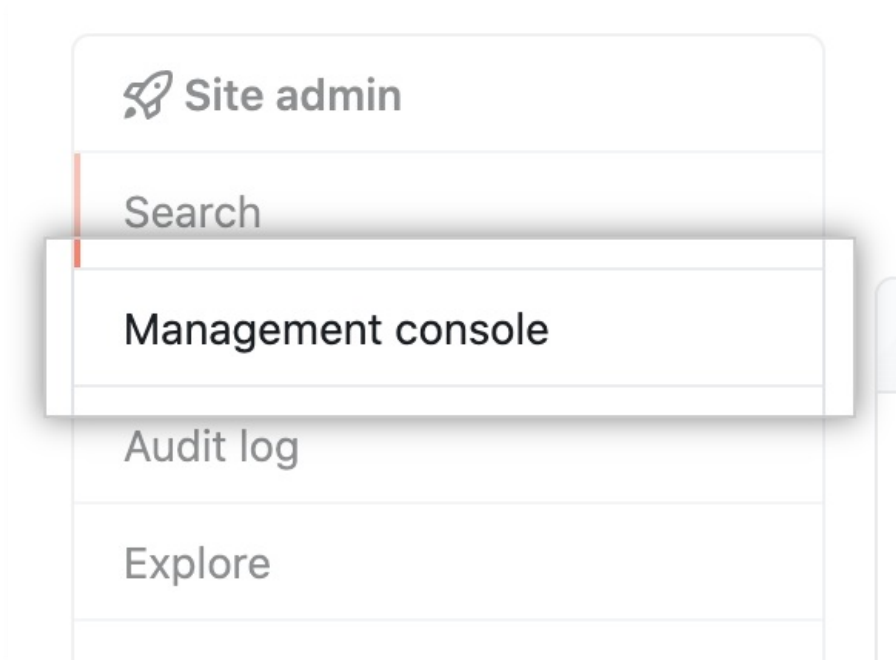 Site admin
Search
Management console
Audit log
Explore